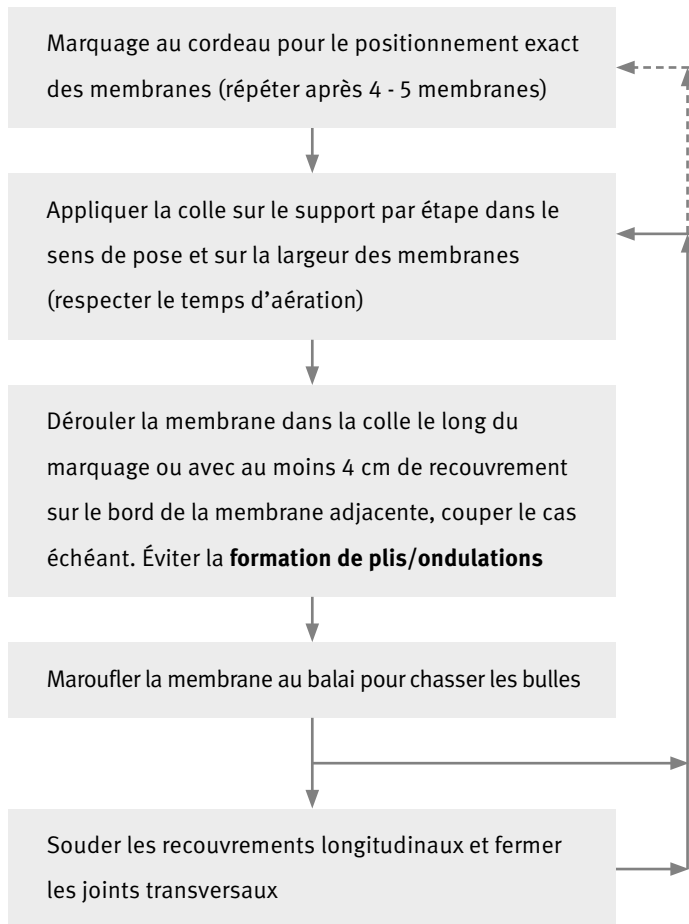 Marquage au cordeau pour le positionnement exact
des membranes (répéter après 4 - 5 membranes)
Appliquer la colle sur le support par étape dans le
sens de pose et sur la largeur des membranes
(respecter le temps d’aération)
Dérouler la membrane dans la colle le long du
marquage ou avec au moins 4 cm de recouvrement
sur le bord de la membrane adjacente, couper le cas
échéant. Éviter la formation de plis/ondulations
Maroufler la membrane au balai pour chasser les bulles
Souder les recouvrements longitudinaux et fermer
les joints transversaux